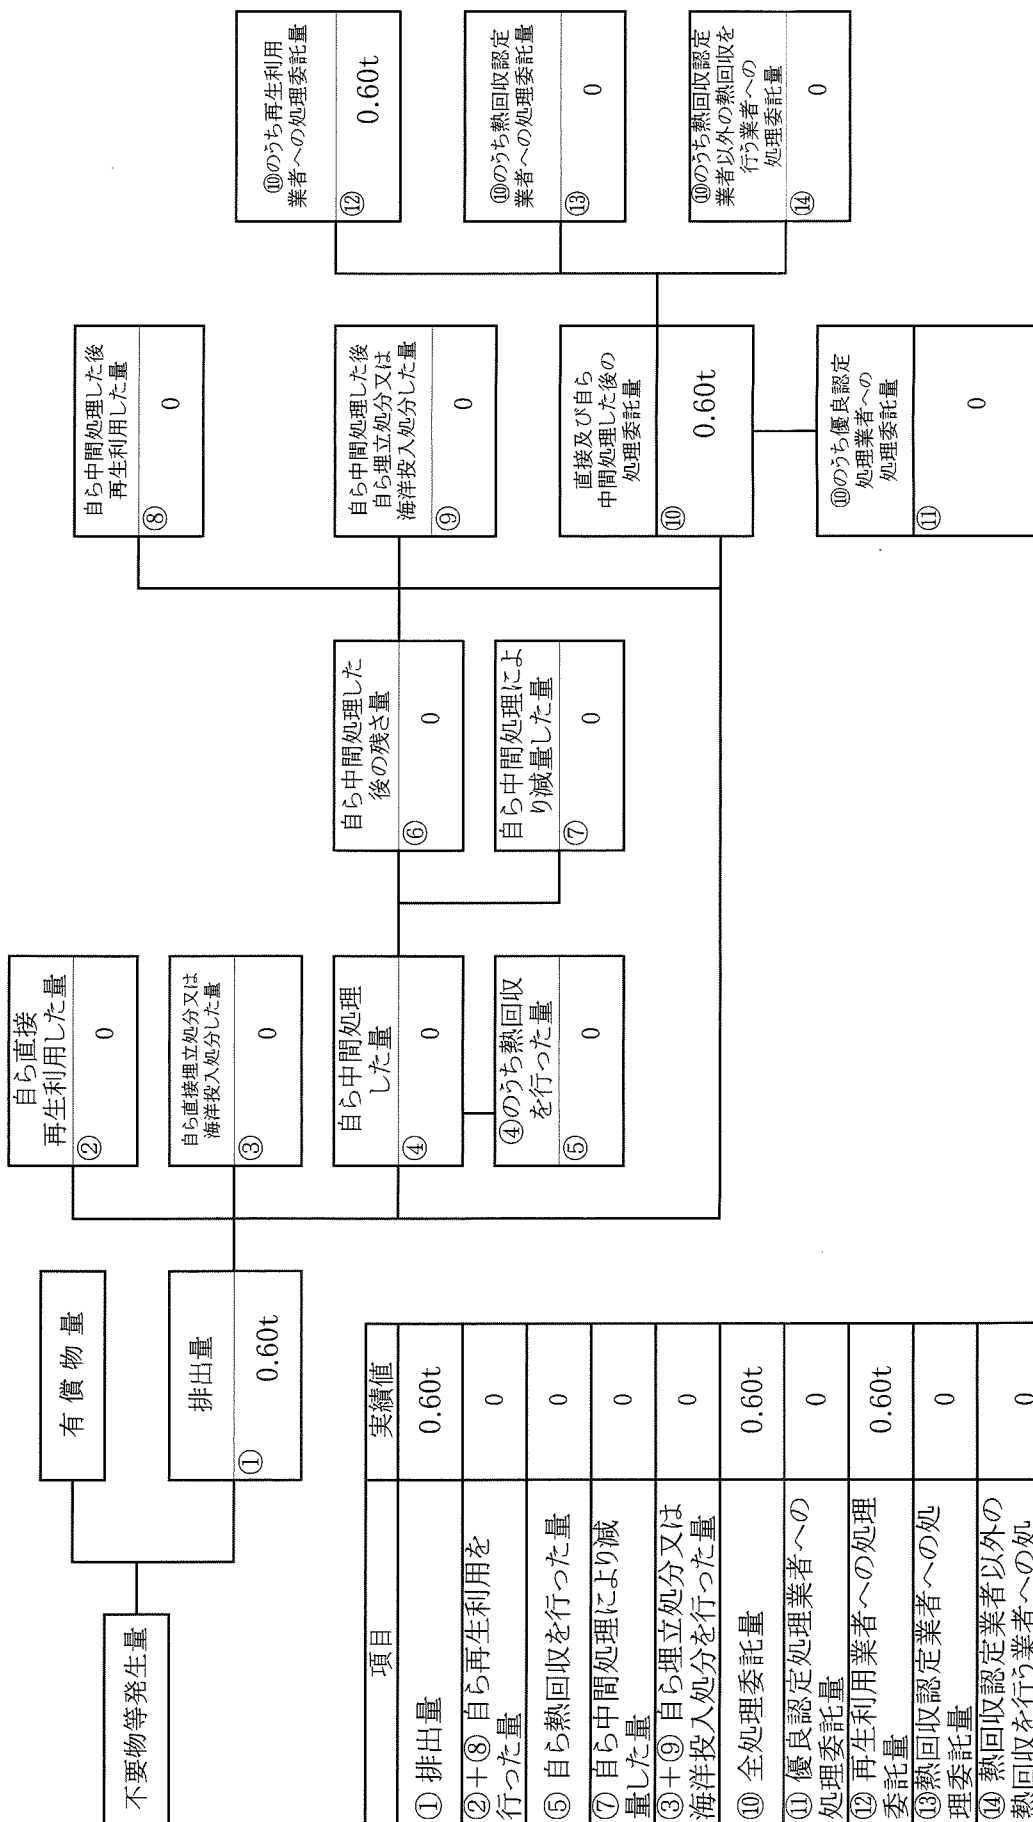 不要物等発生量
有償物量
排出量
①
0.60t
自ら直接
再生利用した量
②
0
自ら直接埋立処分又は
海洋投入処分した量
③
0
自ら中間処理
した量
④
0
④のうち熱回収
を行った量
⑤
0
自ら中間処理した
後の残さ量
⑥
0
自ら中間処理によ
り減量した量
⑦
0
自ら中間処理した後
再生利用した量
⑧
0
自ら中間処理した後
自ら埋立処分又は
海洋投入処分した量
⑨
0
直接及び自ら
中間処理した後の
処理委託量
⑩
0.60t
⑩のうち優良認定
処理業者への
処理委託量
⑪
0
⑩のうち再生利用
業者への処理委託量
⑫
0.60t
⑩のうち熱回収認定
業者への処理委託量
⑬
0
⑩のうち熱回収認定
業者以外の熱回収を
行う業者への
処理委託量
⑭
0
項目 実績値
① 排出量 0.60t
②+⑧ 自ら再生利用を
行った量 0
⑤ 自ら熱回収を行った量 0
⑦ 自ら中間処理により減
量した量 0
③+⑨ 自ら埋立処分又は
海洋投入処分を行った量 0
⑩ 全処理委託量 0.60t
⑪ 優良認定処理業者への
処理委託量 0
⑫ 再生利用業者への処理
委託量 0.60t
⑬熱回収認定業者への処
理委託量 0
⑭ 熱回収認定業者以外の
熱回収を行う業者への処 0